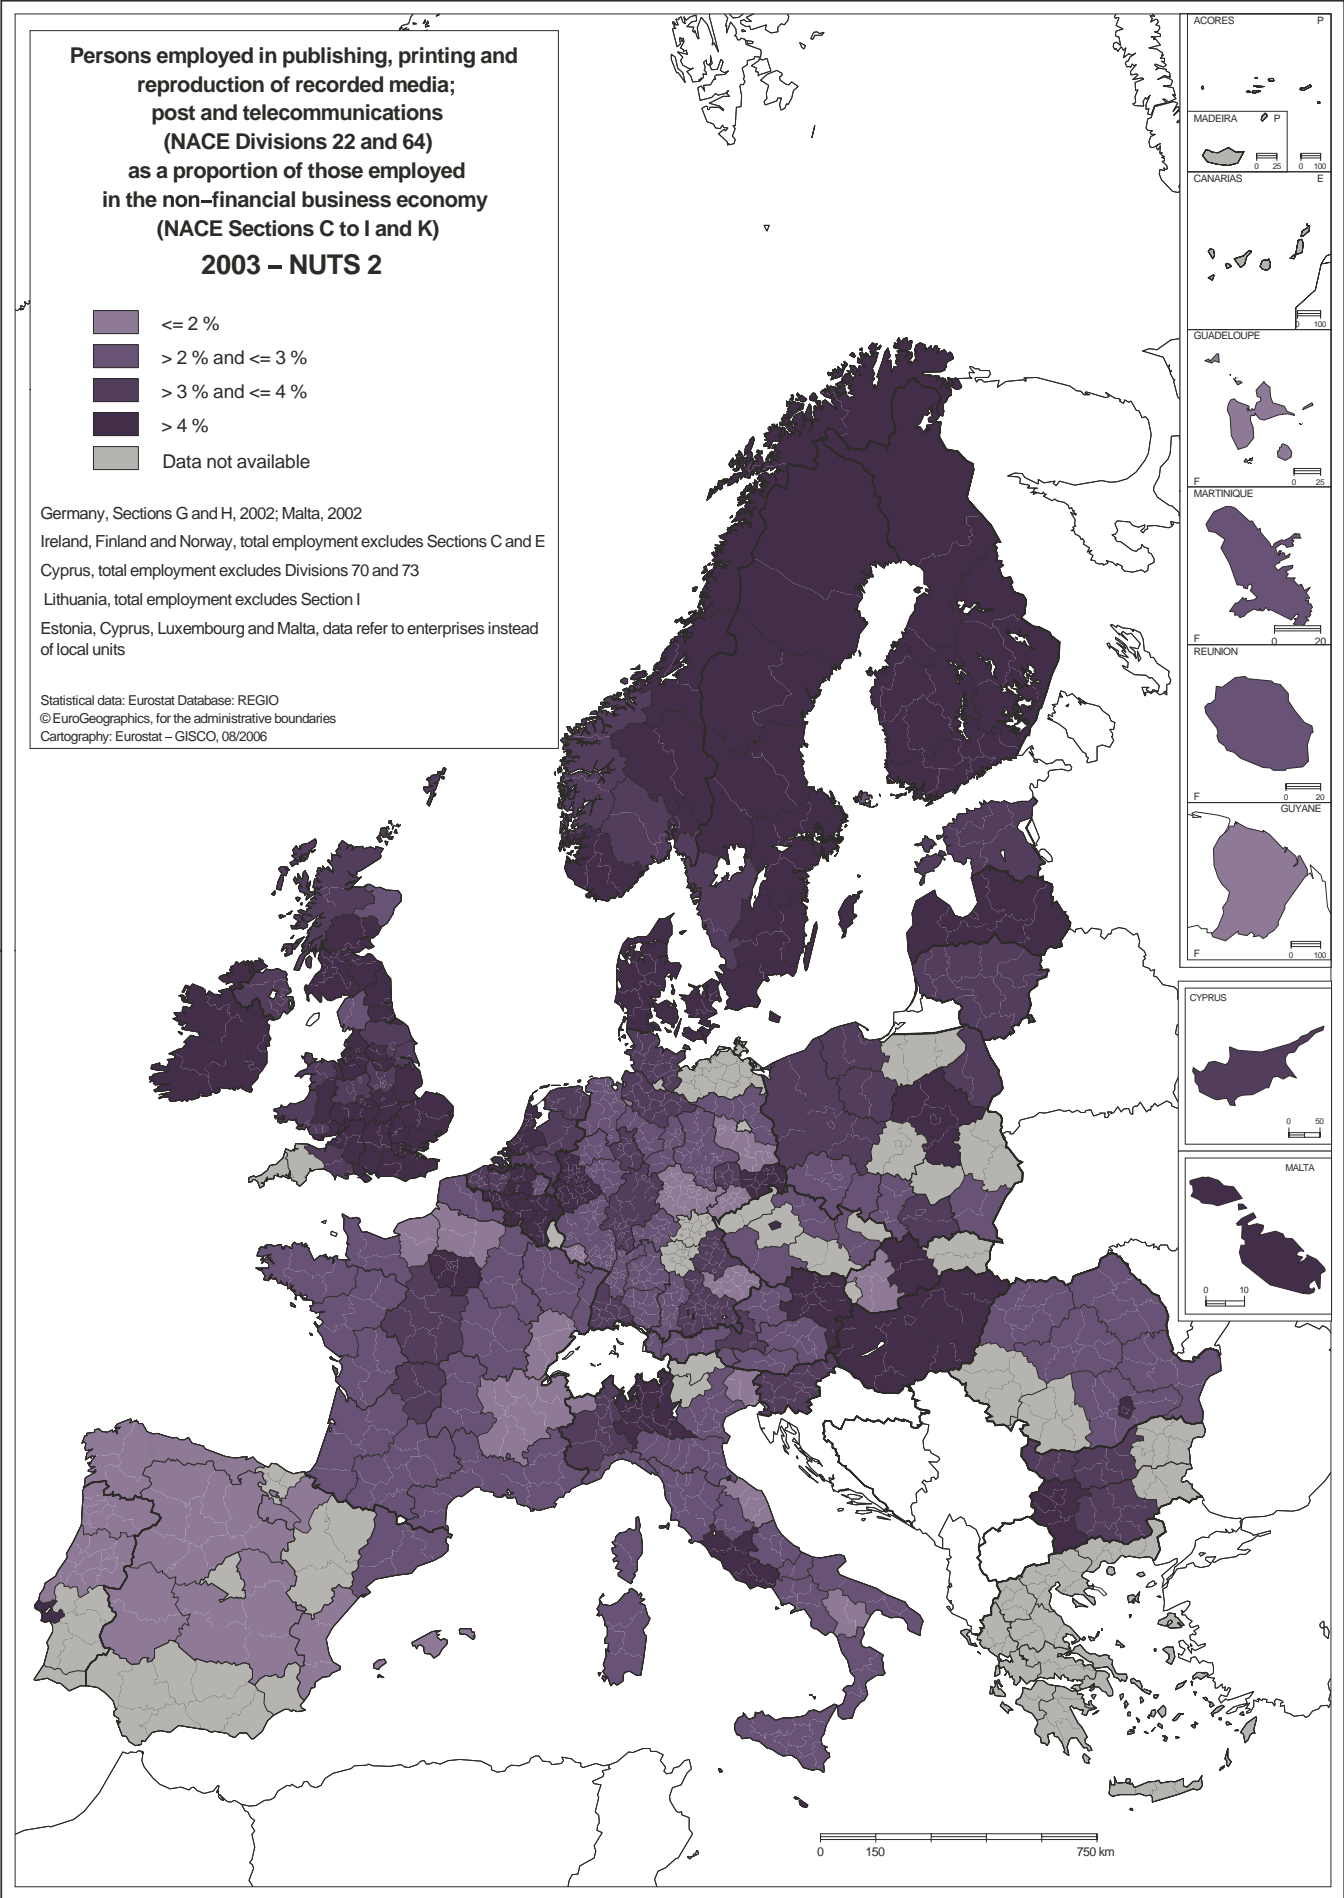 Persons employed in publishing, printing and
reproduction of recorded media;
post and telecommunications
(NACE Divisions 22 and 64)
as a proportion of those employed
in the non–financial business economy
(NACE Sections C to I and K)
2003 – NUTS 2
<= 2 %
> 2 % and <= 3 %
> 3 % and <= 4 %
> 4 %
Data not available
Germany, Sections G and H, 2002; Malta, 2002
Ireland, Finland and Norway, total employment excludes Sections C and E
Cyprus, total employment excludes Divisions 70 and 73
Lithuania, total employment excludes Section I
Estonia, Cyprus, Luxembourg and Malta, data refer to enterprises instead
of local units
Statistical data: Eurostat Database: REGIO
© EuroGeographics, for the administrative boundaries
Cartography: Eurostat – GISCO, 08/2006
ACORES P
MADEIRA P
0 25
0 100
CANARIAS E
0 100
GUADELOUPE
F 0 25
MARTINIQUE
F 0 20
REUNION
F 0 20
GUYANE
F 0 100
CYPRUS
0 50
MALTA
0 10
0 150 750 km